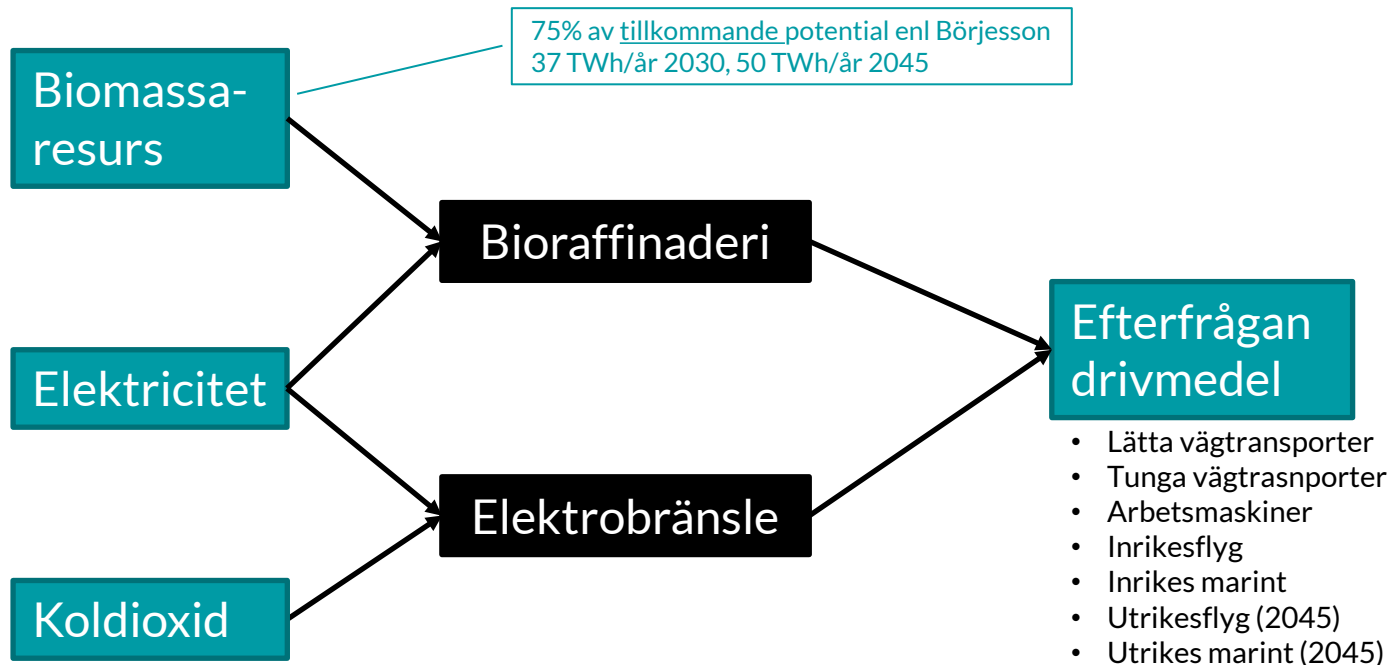 75% av tillkommande potential enl Börjesson
37 TWh/år 2030, 50 TWh/år 2045
Biomassa-
resurs
Bioraffinaderi
Elektricitet
Efterfrågan
drivmedel
Elektrobränsle
Koldioxid
• Lätta vägtransporter
• Tunga vägtrasnporter
• Arbetsmaskiner
• Inrikesflyg
• Inrikes marint
• Utrikesflyg (2045)
• Utrikes marint (2045)